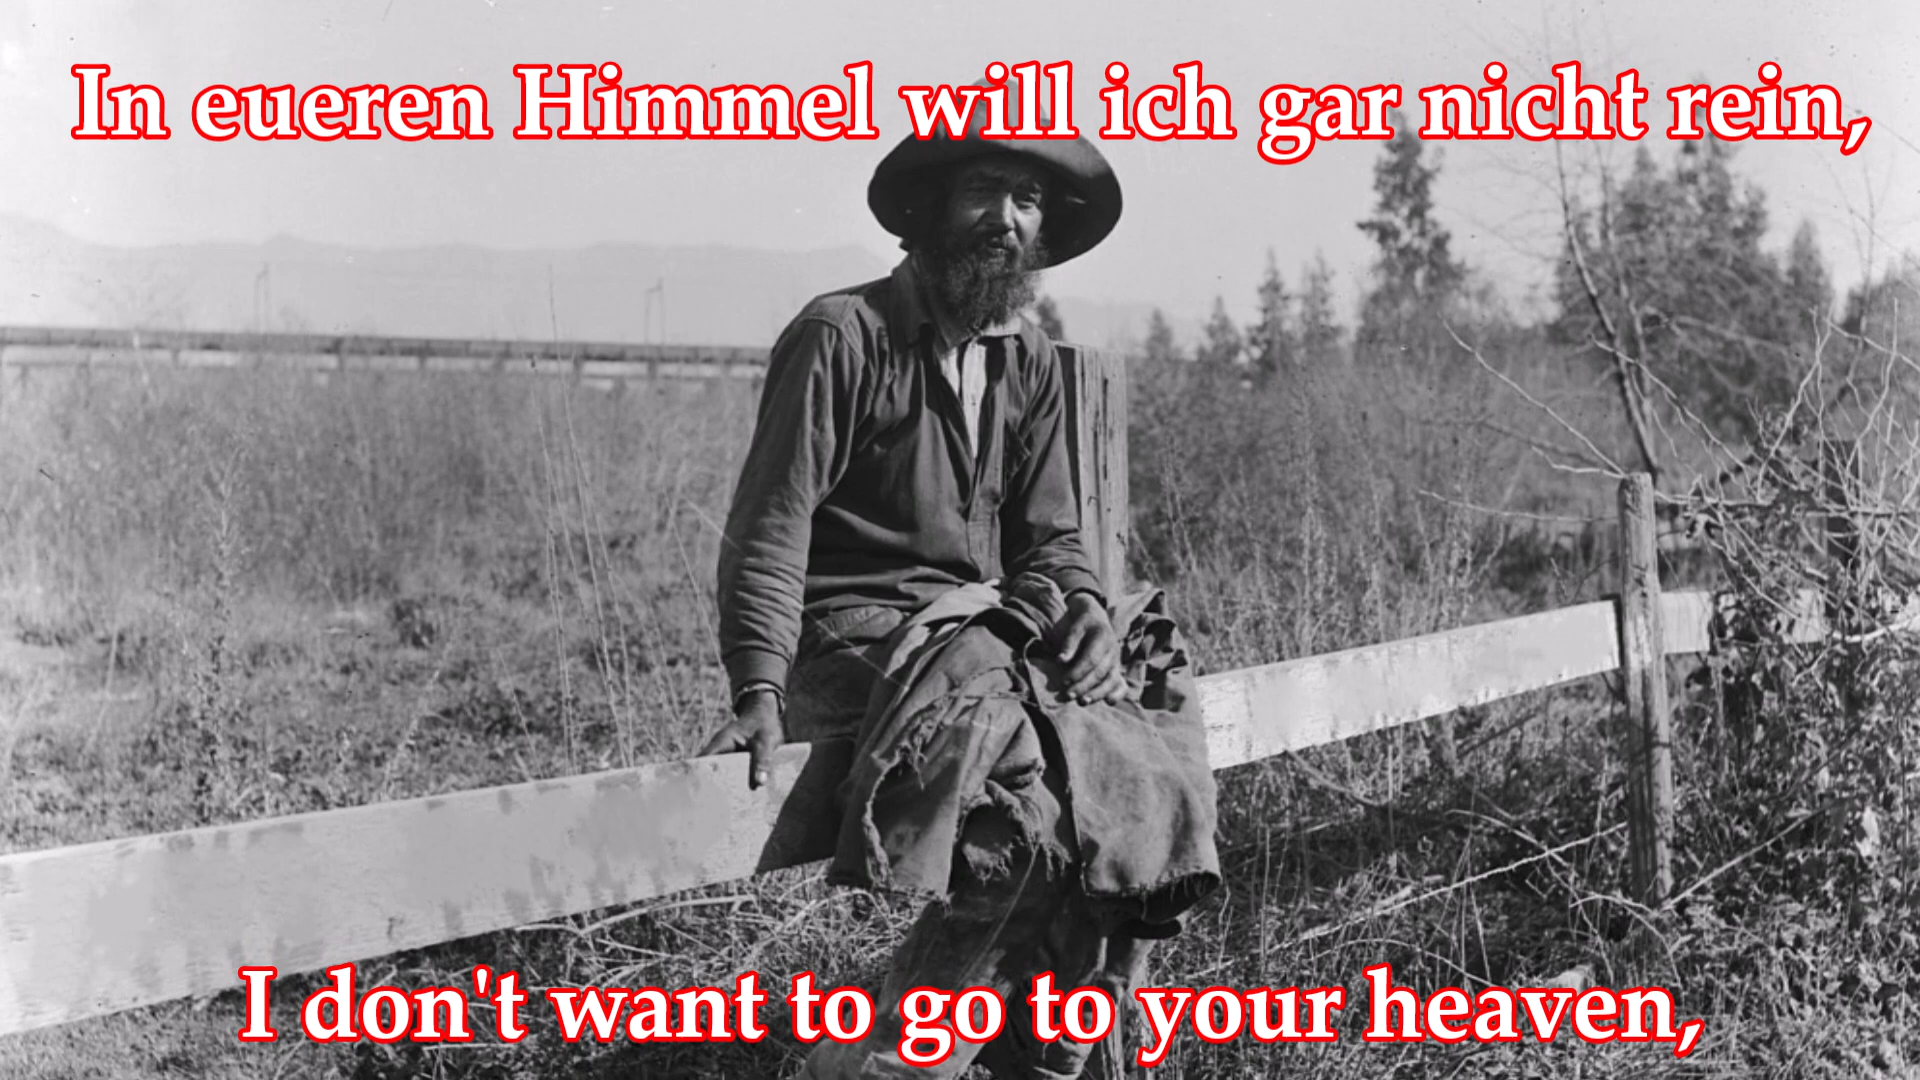 In eueren Himmel will ich gar nicht rein,
I don't want to go to your heaven,